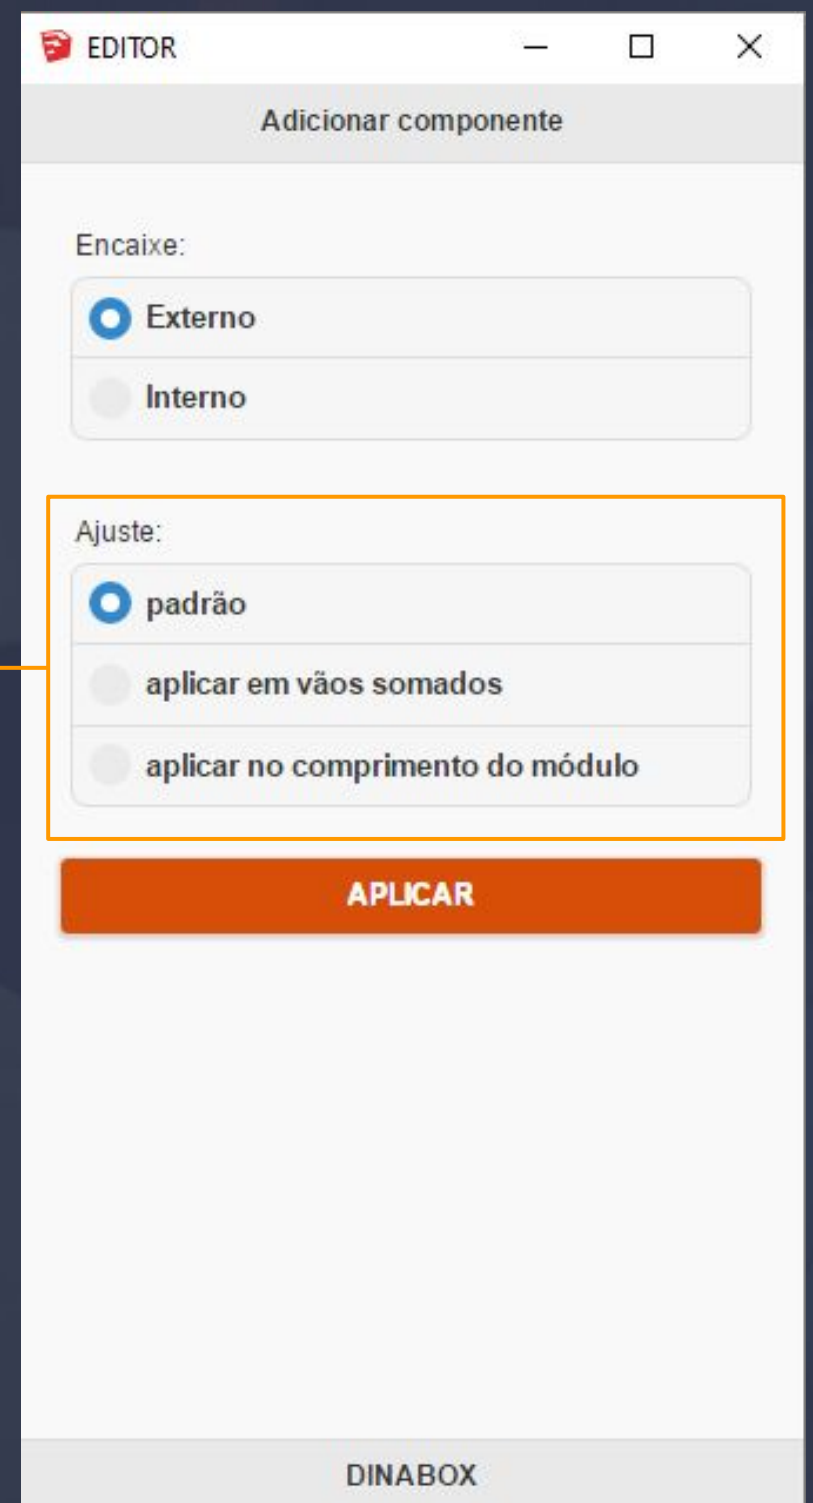 EDITOR
Adicionar componente
Encaixe:
Externo
Interno
Ajuste:
padrão
aplicar em vãos somados
aplicar no comprimento do módulo
APLICAR
DINABOX